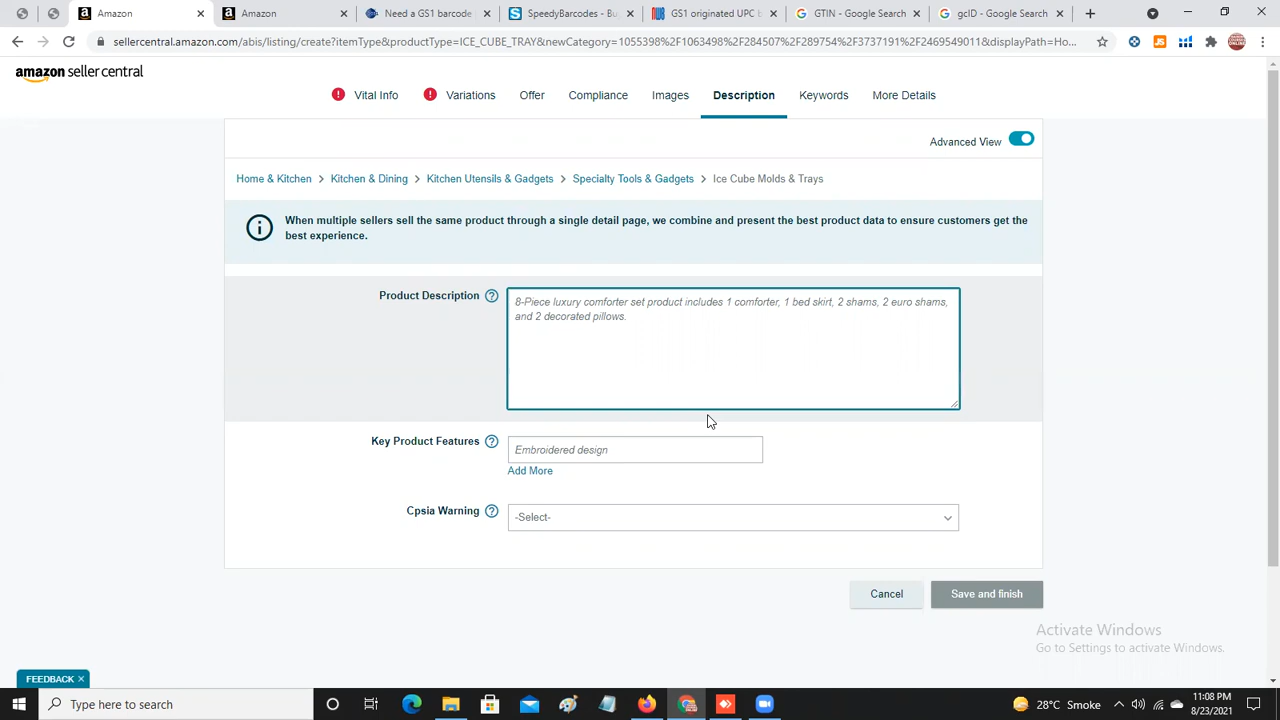 Amazon
Amazon
Need a GS1 barcode
SpeedyBarcodes - Bu
GS1 originated UPC b
GTIN - Google Search
gcID - Google Search
sellercentral.amazon.com/abis/listing/create?itemType&productType=ICE_CUBE_TRAY&newCategory=1055398%2F1063498%2F284507%2F289754%2F3737191%2F2469549011&displayPath=Ho...
amazon seller central
Vital Info
Variations
Offer
Compliance
Images
Description
Keywords
More Details
Advanced View
Home & Kitchen > Kitchen & Dining > Kitchen Utensils & Gadgets > Specialty Tools & Gadgets > Ice Cube Molds & Trays
When multiple sellers sell the same product through a single detail page, we combine and present the best product data to ensure customers get the
best experience.
Product Description
8-Piece luxury comforter set product includes 1 comforter, 1 bed skirt, 2 shams, 2 euro shams,
and 2 decorated pillows.
Key Product Features
Embroidered design
Add More
Cpsia Warning
-Select-
Cancel
Save and finish
Activate Windows
Go to Settings to activate Windows.
FEEDBACK ×
Type here to search
28°C Smoke
11:08 PM
8/23/2021